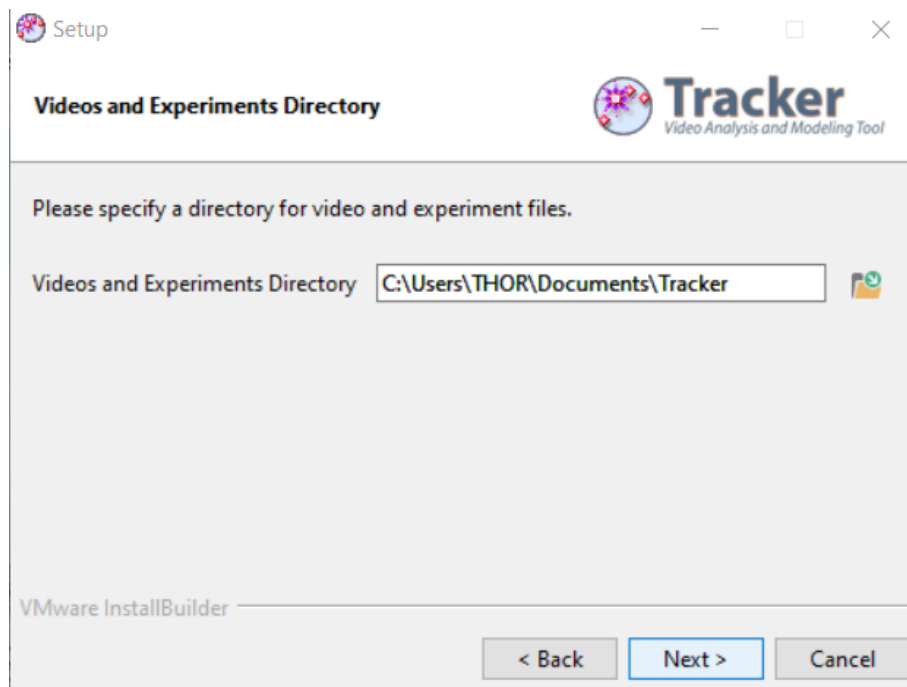 Setup
Videos and Experiments Directory
Tracker
Video Analysis and Modeling Tool
Please specify a directory for video and experiment files.
Videos and Experiments Directory C:\Users\THOR\Documents\Tracker
VMware InstallBuilder
< Back Next > Cancel